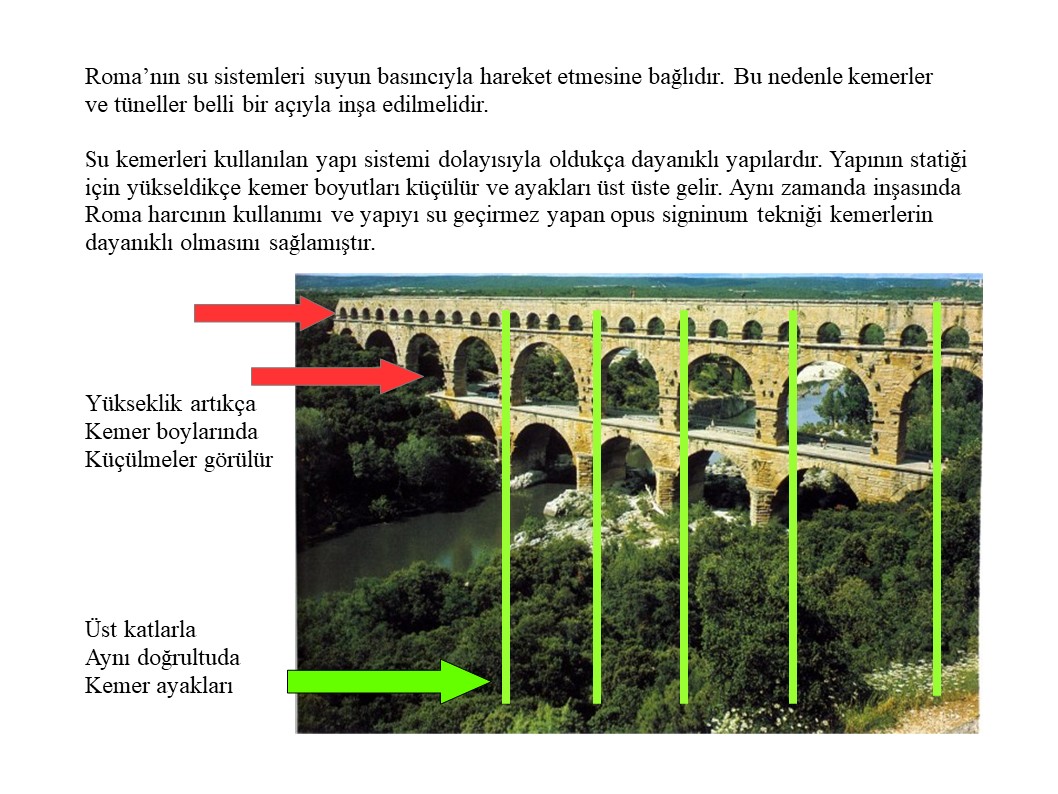 Roma’nın su sistemleri suyun basıncıyla hareket etmesine bağlıdır. Bu nedenle kemerler
ve tüneller belli bir açıyla inşa edilmelidir.
Su kemerleri kullanılan yapı sistemi dolayısıyla oldukça dayanıklı yapılardır. Yapının statiği
için yükseldikçe kemer boyutları küçülür ve ayakları üst üste gelir. Aynı zamanda inşasında
Roma harcının kullanımı ve yapıyı su geçirmez yapan opus signinum tekniği kemerlerin
dayanıklı olmasını sağlamıştır.
Yükseklik artıkça
Kemer boylarında
Küçülmeler görülür
Üst katlarla
Aynı doğrultuda
Kemer ayakları